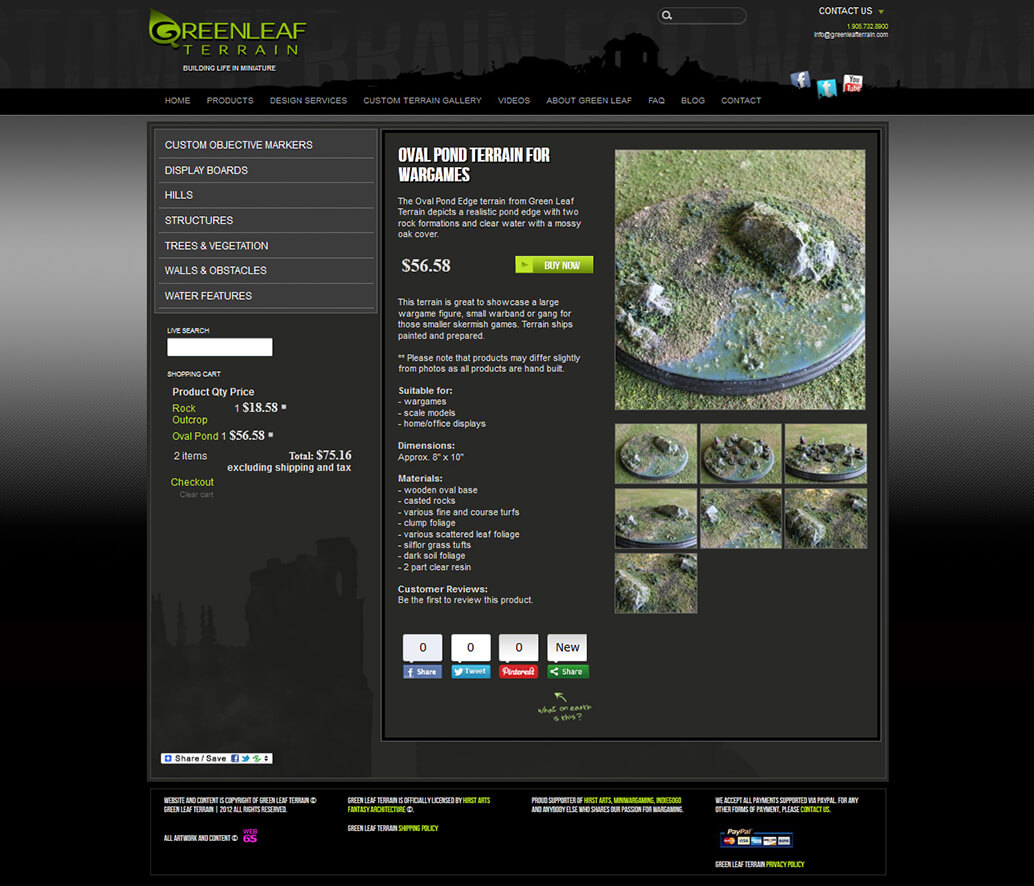 GREENLEAF
TERRAIN
BUILDING LIFE IN MINIATURE
CONTACT US
1.905.732.8900
info@greenleafterrain.com
HOME PRODUCTS DESIGN SERVICES CUSTOM TERRAIN GALLERY VIDEOS ABOUT GREEN LEAF FAQ BLOG CONTACT
CUSTOM OBJECTIVE MARKERS
DISPLAY BOARDS
HILLS
STRUCTURES
TREES & VEGETATION
WALLS & OBSTACLES
WATER FEATURES
LIVE SEARCH
SHOPPING CART
Product Qty Price
Rock 1 $18.58
Outcrop
Oval Pond 1 $56.58
2 items Total: $75.16
excluding shipping and tax
Checkout
Clear cart
Share / Save
OVAL POND TERRAIN FOR
WARGAMES
The Oval Pond Edge terrain from Green Leaf
Terrain depicts a realistic pond edge with two
rock formations and clear water with a mossy
oak cover.
$56.58 BUY NOW
This terrain is great to showcase a large
wargame figure, small warband or gang for
those smaller skermish games. Terrain ships
painted and prepared.
** Please note that products may differ slightly
from photos as all products are hand built.
Suitable for:
- wargames
- scale models
- home/office displays
Dimensions:
Approx. 8" x 10"
Materials:
- wooden oval base
- casted rocks
- various fine and course turfs
- clump foliage
- various scattered leaf foliage
- silflor grass tufts
- dark soil foliage
- 2 part clear resin
Customer Reviews:
Be the first to review this product.
0 0 0 New
Share Tweet Pinterest Share
what on earth
is this?
WEBSITE AND CONTENT IS COPYRIGHT OF GREEN LEAF TERRAIN ©
GREEN LEAF TERRAIN | 2012 ALL RIGHTS RESERVED.
ALL ARTWORK AND CONTENT © WEB
6S
GREEN LEAF TERRAIN IS OFFICIALLY LICENSED BY HIRST ARTS
FANTASY ARCHITECTURE ©.
GREEN LEAF TERRAIN SHIPPING POLICY
PROUD SUPPORTER OF HIRST ARTS, MINIWARGAMING, INDIEGOGO
AND ANYBODY ELSE WHO SHARES OUR PASSION FOR WARGAMING.
WE ACCEPT ALL PAYMENTS SUPPORTED VIA PAYPAL. FOR ANY
OTHER FORMS OF PAYMENT, PLEASE CONTACT US.
PayPal
GREEN LEAF TERRAIN PRIVACY POLICY